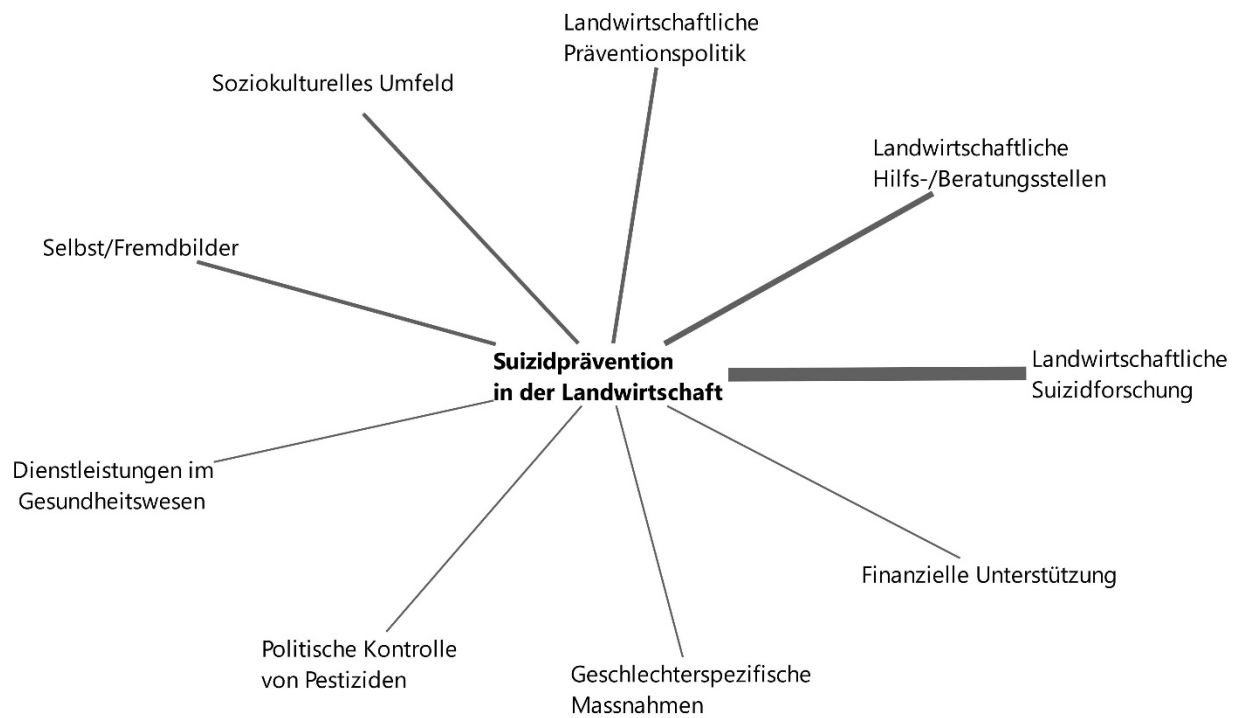 Landwirtschaftliche
Präventionspolitik
Soziokulturelles Umfeld
Landwirtschaftliche
Hilfs-/Beratungsstellen
Selbst/Fremdbilder
Suizidprävention
in der Landwirtschaft
Landwirtschaftliche
Suizidforschung
Dienstleistungen im
Gesundheitswesen
Finanzielle Unterstützung
Politische Kontrolle
von Pestiziden
Geschlechterspezifische
Massnahmen